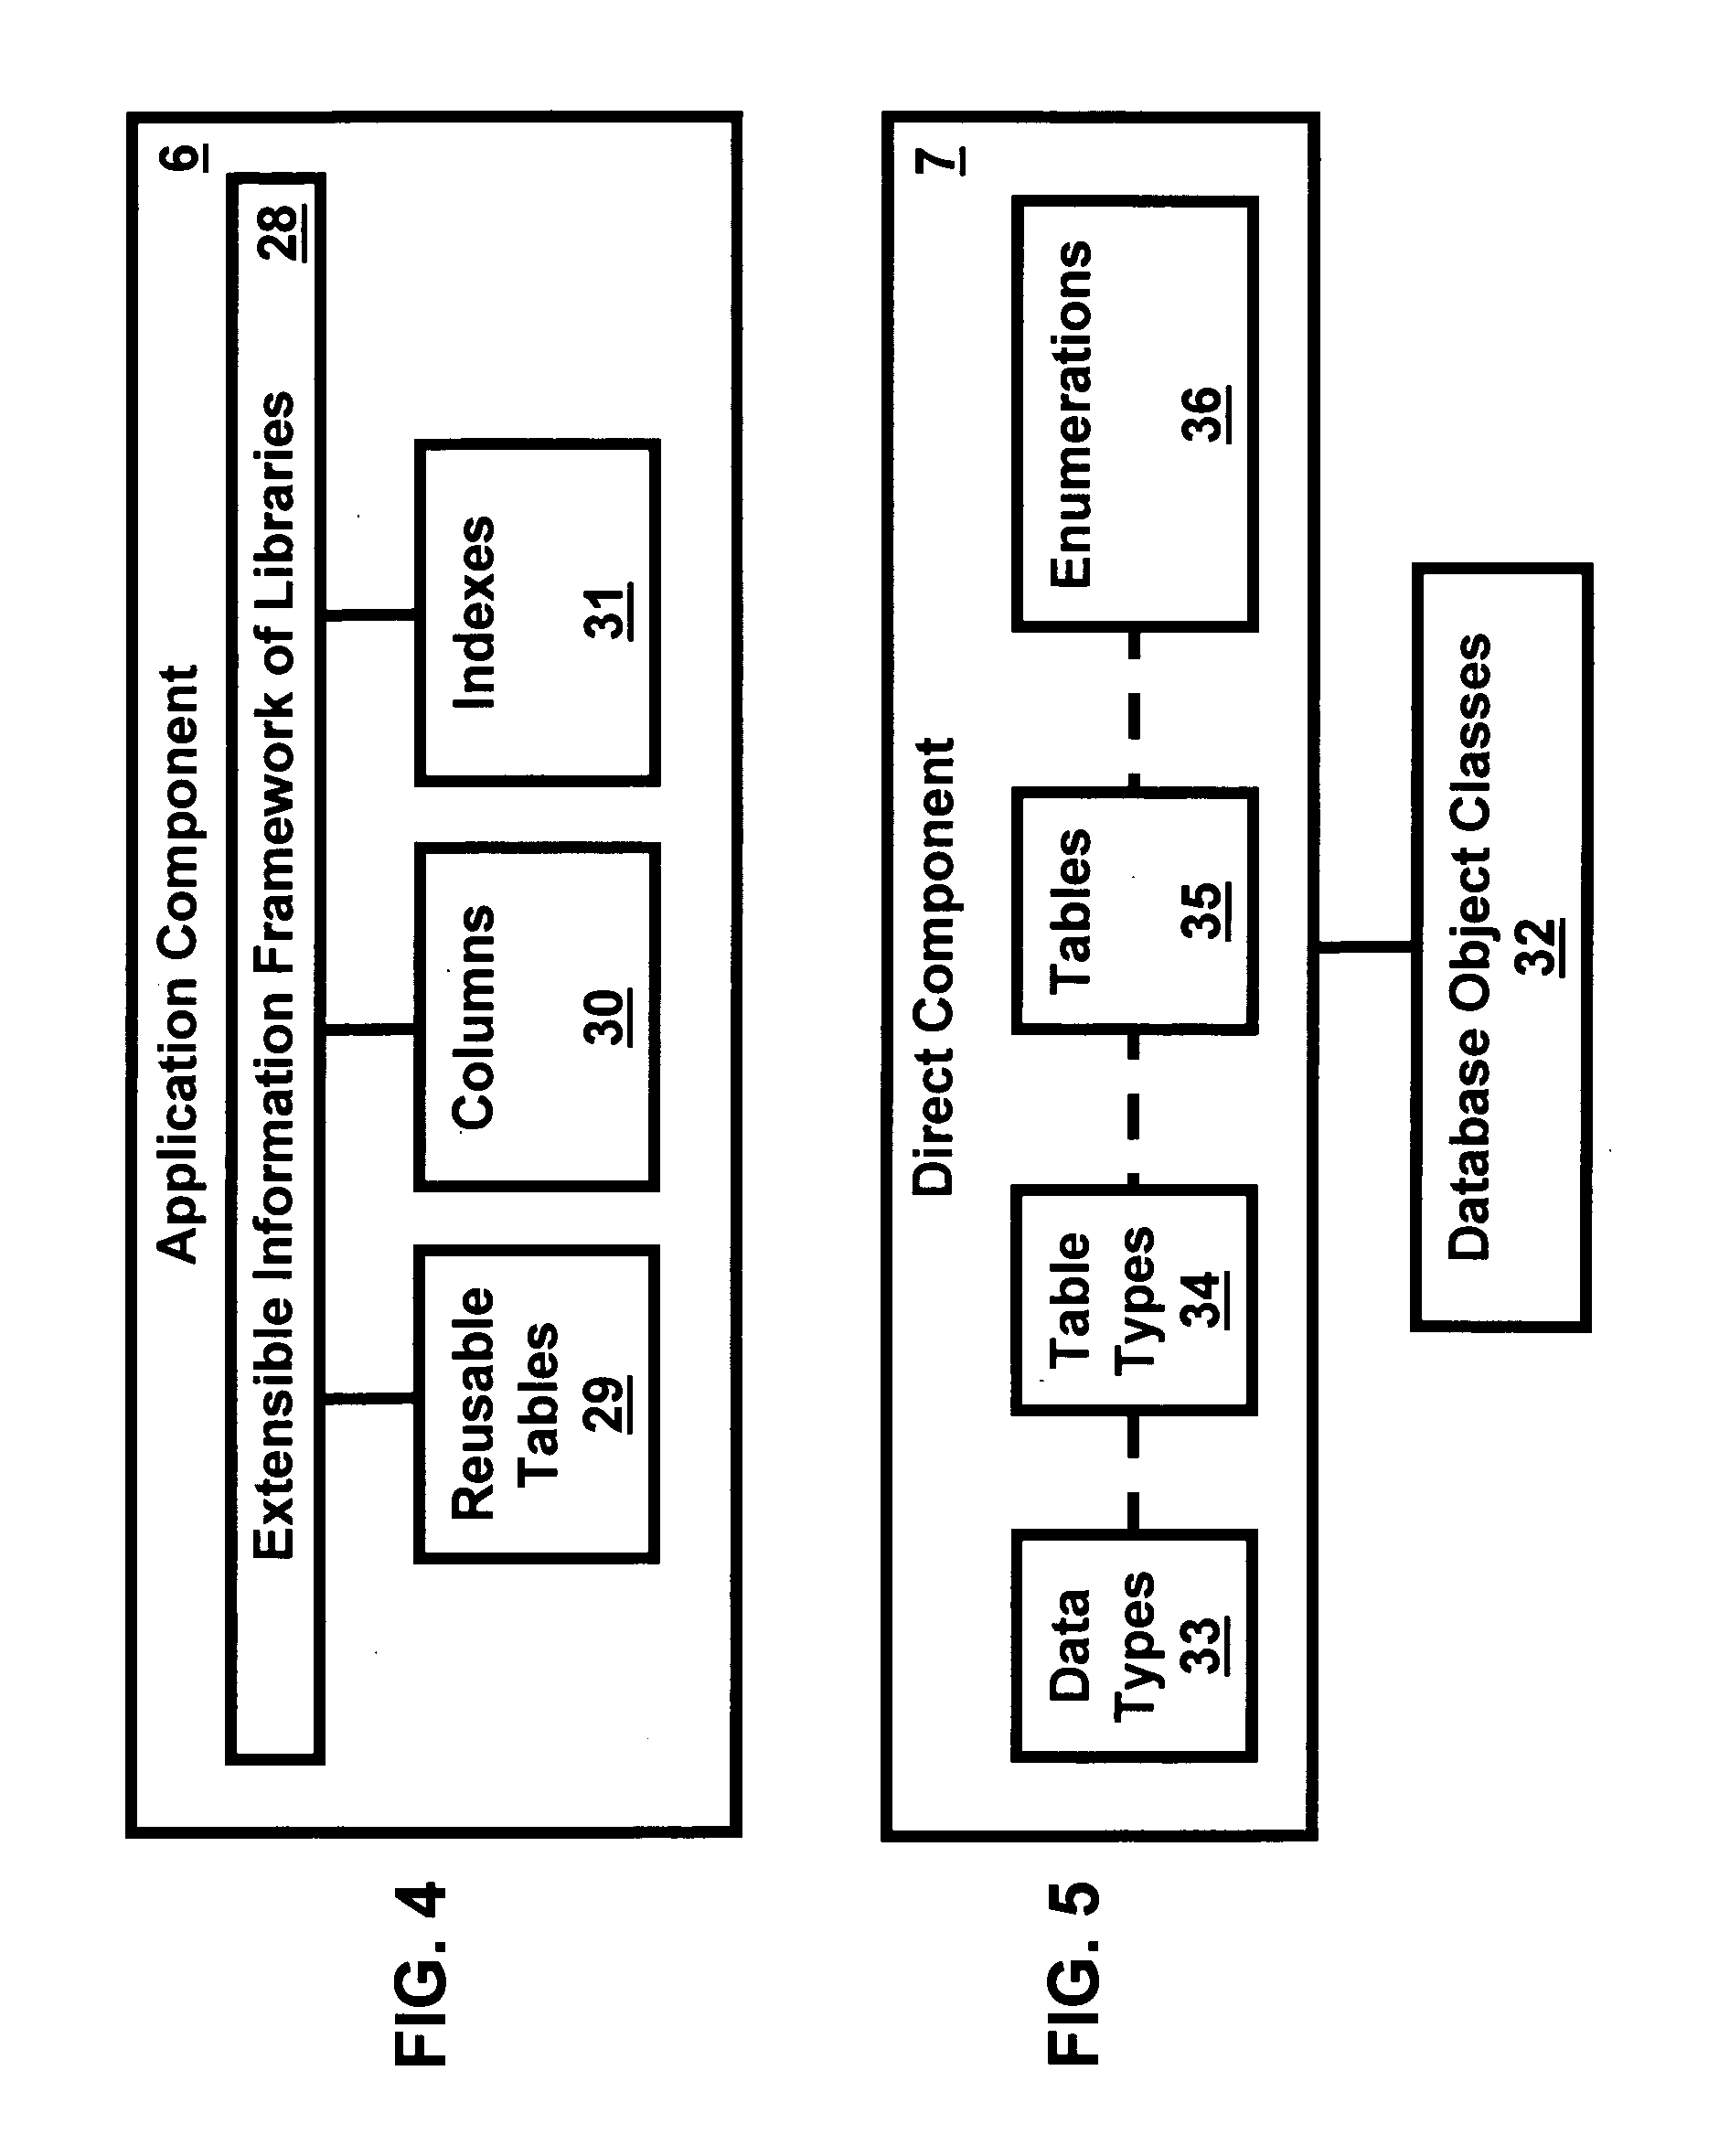 FIG. 4
Application Component
6
Extensible Information Framework of Libraries
28
Reusable
Tables
29
Columns
30
Indexes
31
FIG. 5
Direct Component
7
Data
Types
33
Table
Types
34
Tables
35
Enumerations
36
Database Object Classes
32